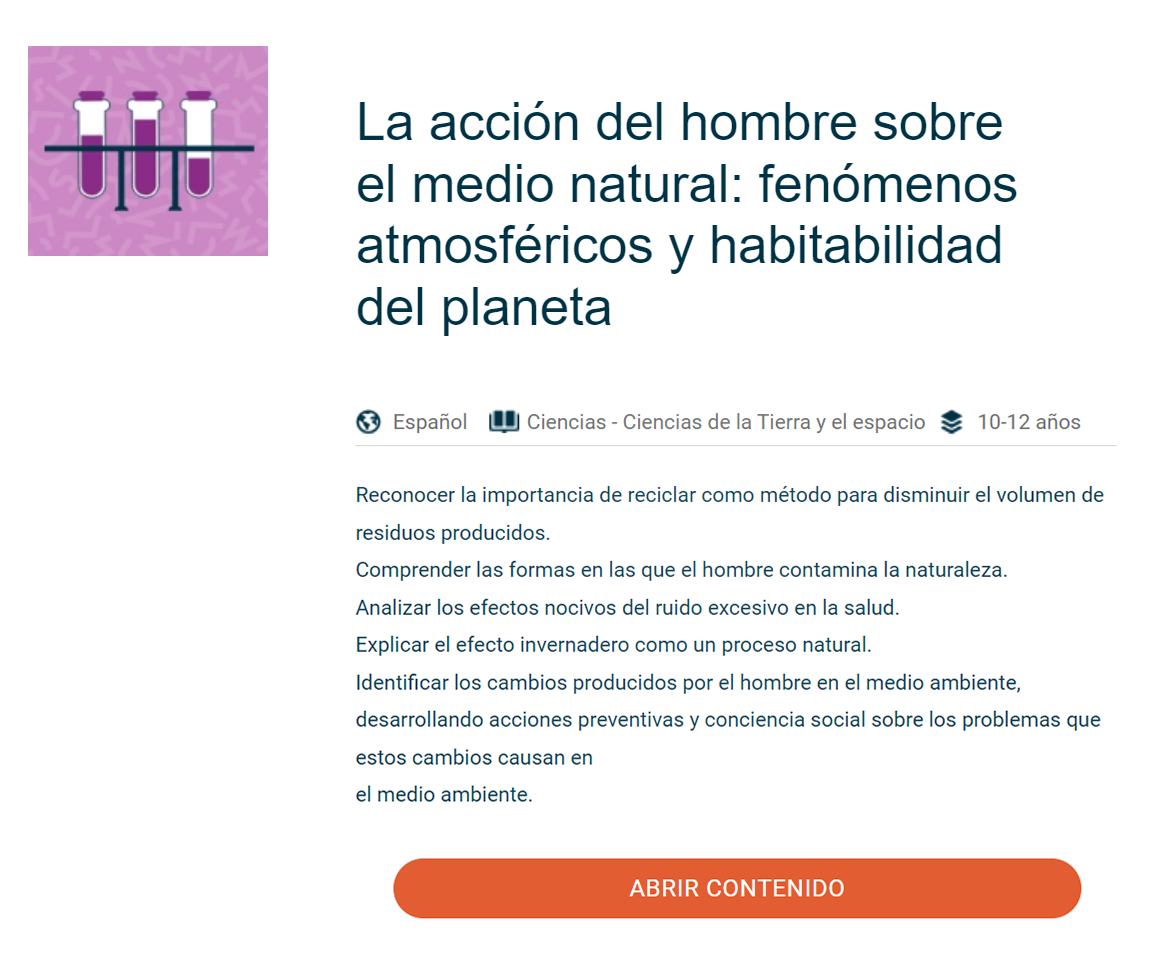 La acción del hombre sobre
el medio natural: fenómenos
atmosféricos y habitabilidad
del planeta
Español Ciencias - Ciencias de la Tierra y el espacio 10-12 años
Reconocer la importancia de reciclar como método para disminuir el volumen de
residuos producidos.
Comprender las formas en las que el hombre contamina la naturaleza.
Analizar los efectos nocivos del ruido excesivo en la salud.
Explicar el efecto invernadero como un proceso natural.
Identificar los cambios producidos por el hombre en el medio ambiente,
desarrollando acciones preventivas y conciencia social sobre los problemas que
estos cambios causan en
el medio ambiente.
ABRIR CONTENIDO